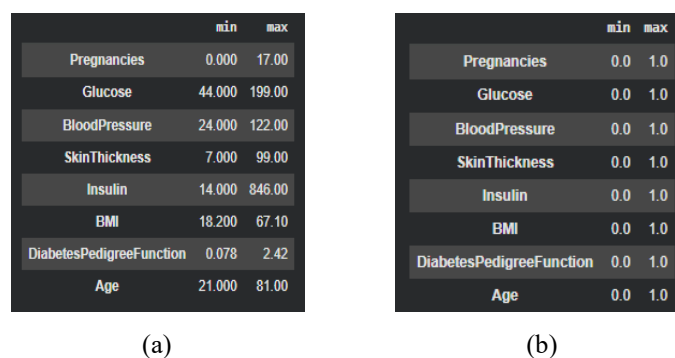 min max
Pregnancies 0.000 17.00
Glucose 44.000 199.00
BloodPressure 24.000 122.00
SkinThickness 7.000 99.00
Insulin 14.000 846.00
BMI 18.200 67.10
DiabetesPedigreeFunction 0.078 2.42
Age 21.000 81.00
(a)
min max
Pregnancies 0.0 1.0
Glucose 0.0 1.0
BloodPressure 0.0 1.0
SkinThickness 0.0 1.0
Insulin 0.0 1.0
BMI 0.0 1.0
DiabetesPedigreeFunction 0.0 1.0
Age 0.0 1.0
(b)